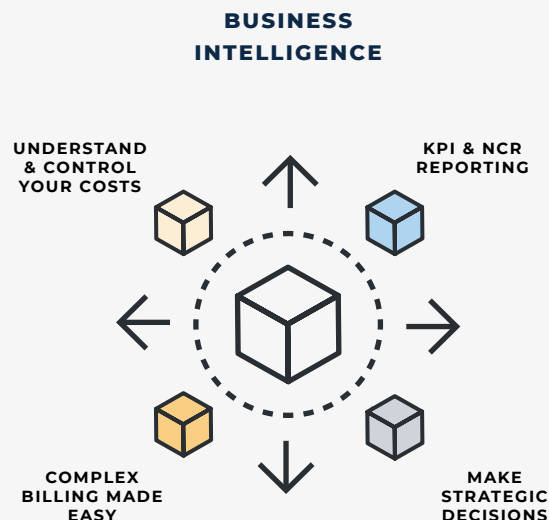 BUSINESS
INTELLIGENCE
UNDERSTAND
& CONTROL
YOUR COSTS
KPI & NCR
REPORTING
COMPLEX
BILLING MADE
EASY
MAKE
STRATEGIC
DECISIONS